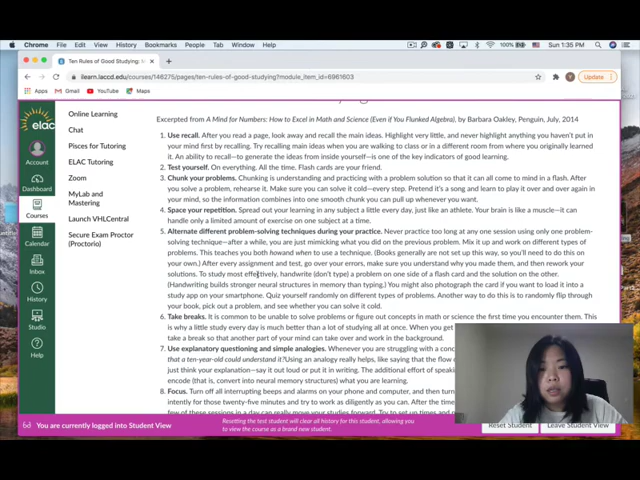 Chrome File Edit View History Bookmarks People Tab Window Help 100% Sun 1:35 PM
Ten Rules of Good Studying:
ilearn.laccd.edu/courses/148275/pages/ten-rules-of-good-studying?module_item_id=6961603
Update
Apps Gmail YouTube Maps
elac
Account
Dashboard
Courses
Calendar
Inbox
History
Studio
Help
Online Learning
Chat
Pisces for Tutoring
ELAC Tutoring
Zoom
MyLab and
Mastering
Launch VHLCentral
Secure Exam Proctor
(Proctorio)
Excerpted from A Mind for Numbers: How to Excel in Math and Science (Even if You Flunked Algebra), by Barbara Oakley, Penguin, July, 2014
1. Use recall. After you read a page, look away and recall the main ideas. Highlight very little, and never highlight anything you haven't put in
your mind first by recalling. Try recalling main ideas when you are walking to class or in a different room from where you originally learned
it. An ability to recall—to generate the ideas from inside yourself—is one of the key indicators of good learning.
2. Test yourself. On everything. All the time. Flash cards are your friend.
3. Chunk your problems. Chunking is understanding and practicing with a problem solution so that it can all come to mind in a flash. After
you solve a problem, rehearse it. Make sure you can solve it cold—every step. Pretend it's a song and learn to play it over and over again in
your mind, so the information combines into one smooth chunk you can pull up whenever you want.
4. Space your repetition. Spread out your learning in any subject a little every day, just like an athlete. Your brain is like a muscle—it can
handle only a limited amount of exercise on one subject at a time.
5. Alternate different problem-solving techniques during your practice. Never practice too long at any one session using only one problem-
solving technique—after a while, you are just mimicking what you did on the previous problem. Mix it up and work on different types of
problems. This teaches you both how and when to use a technique. (Books generally are not set up this way, so you'll need to do this on
your own.) After every assignment and test, go over your errors, make sure you understand why you made them, and then rework your
solutions. To study most effectively, handwrite (don't type) a problem on one side of a flash card and the solution on the other.
(Handwriting builds stronger neural structures in memory than typing.) You might also photograph the card if you want to load it into a
study app on your smartphone. Quiz yourself randomly on different types of problems. Another way to do this is to randomly flip through
your book, pick out a problem, and see whether you can solve it cold.
6. Take breaks. It is common to be unable to solve problems or figure out concepts in math or science the first time you encounter them. This
is why a little study every day is much better than a lot of studying all at once. When you get
take a break so that another part of your mind can take over and work in the background.
7. Use explanatory questioning and simple analogies. Whenever you are struggling with a conc
that a ten-year-old could understand it? Using an analogy really helps, like saying that the flow
just think your explanation—say it out loud or put it in writing. The additional effort of speaki
encode (that is, convert into neural memory structures) what you are learning.
8. Focus. Turn off all interrupting beeps and alarms on your phone and computer, and then turn
intently for those twenty-five minutes and try to work as diligently as you can. After the time
few of these sessions in a day can really move your studies forward. Try to set up times and
You are currently logged into Student View
Resetting the test student will clear all history for this student, allowing
you to view the course as a brand new student.
Reset Student
Leave Student View